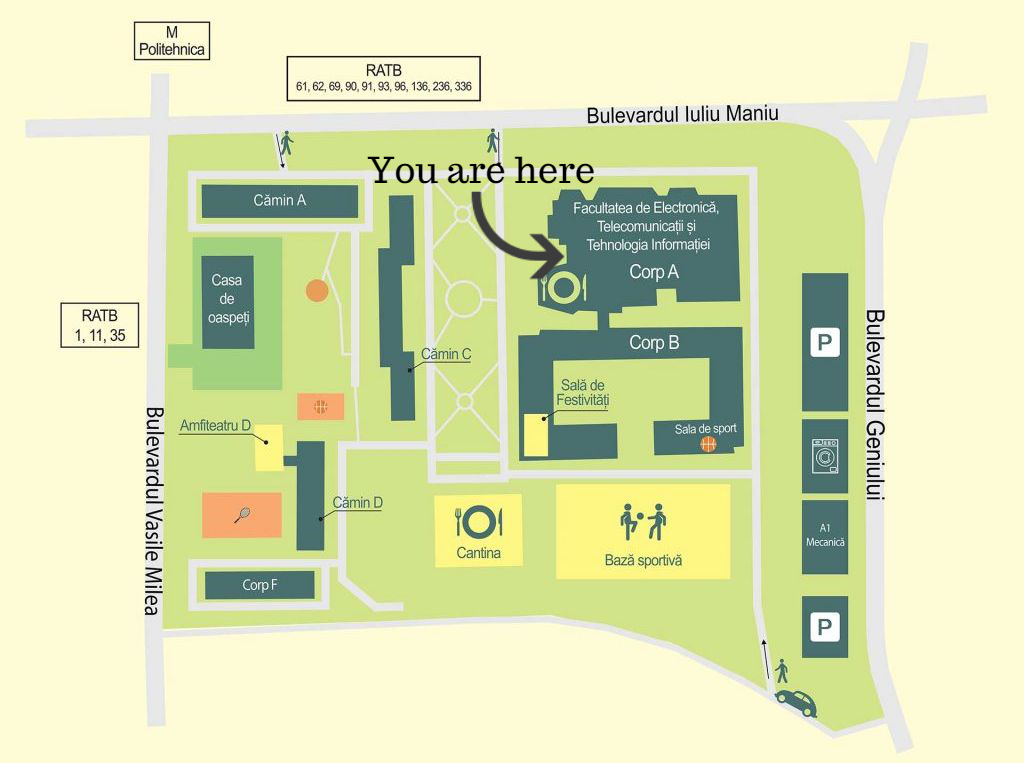 M
Politehnica
RATB
61, 62, 69, 90, 91, 93, 96, 136, 236, 336
Bulevardul Iuliu Maniu
You are here
Cămin A
Facultatea de Electronică,
Telecomunicații și
Tehnologia Informației
Corp A
Casa
de
oaspeți
RATB
1, 11, 35
Cămin C
Corp B
P
Bulevardul Geniului
Sală de
Festivități
Sala de sport
Amfiteatru D
Bulevardul Vasile Milea
Cămin D
Cantina
Bază sportivă
A1
Mecanică
Corp F
P